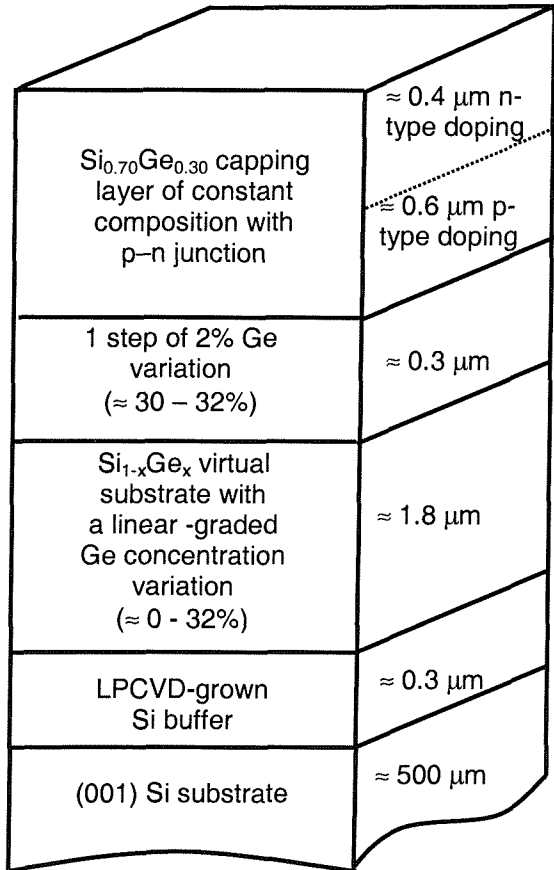 Si0.70Ge0.30 capping
layer of constant
composition with
p–n junction
≈ 0.4 μm n-
type doping
≈ 0.6 μm p-
type doping
1 step of 2% Ge
variation
(≈ 30 – 32%)
≈ 0.3 μm
Si1-xGex virtual
substrate with
a linear -graded
Ge concentration
variation
(≈ 0 - 32%)
≈ 1.8 μm
LPCVD-grown
Si buffer
≈ 0.3 μm
(001) Si substrate
≈ 500 μm